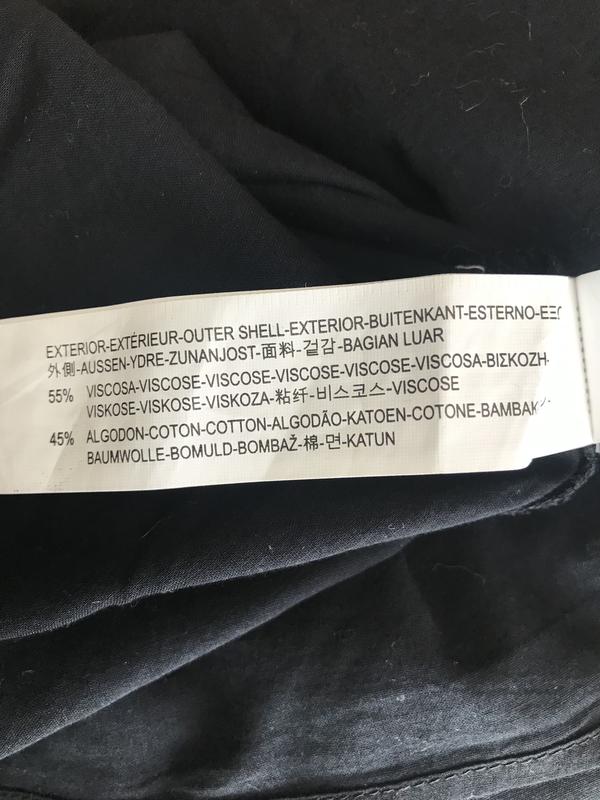 EXTERIOR-EXTÉRIEUR-OUTER SHELL-EXTERIOR-BUITENKANT-ESTERNO-
外側-AUSSEN-YDRE-ZUNANJOST-面料-겉감-BAGIAN LUAR
55% VISCOSA-VISCOSE-VISCOSE-VISCOSE-VISCOSE-VISCOSA-ΒΙΣΚΟΖΗ-
VISKOSE-VISKOSE-VISKOZA-粘纤-비스코스-VISCOSE
45% ALGODON-COTON-COTTON-ALGODÃO-KATOEN-COTONE-
BAUMWOLLE-BOMULD-BOMBAŽ-棉-면-KATUN